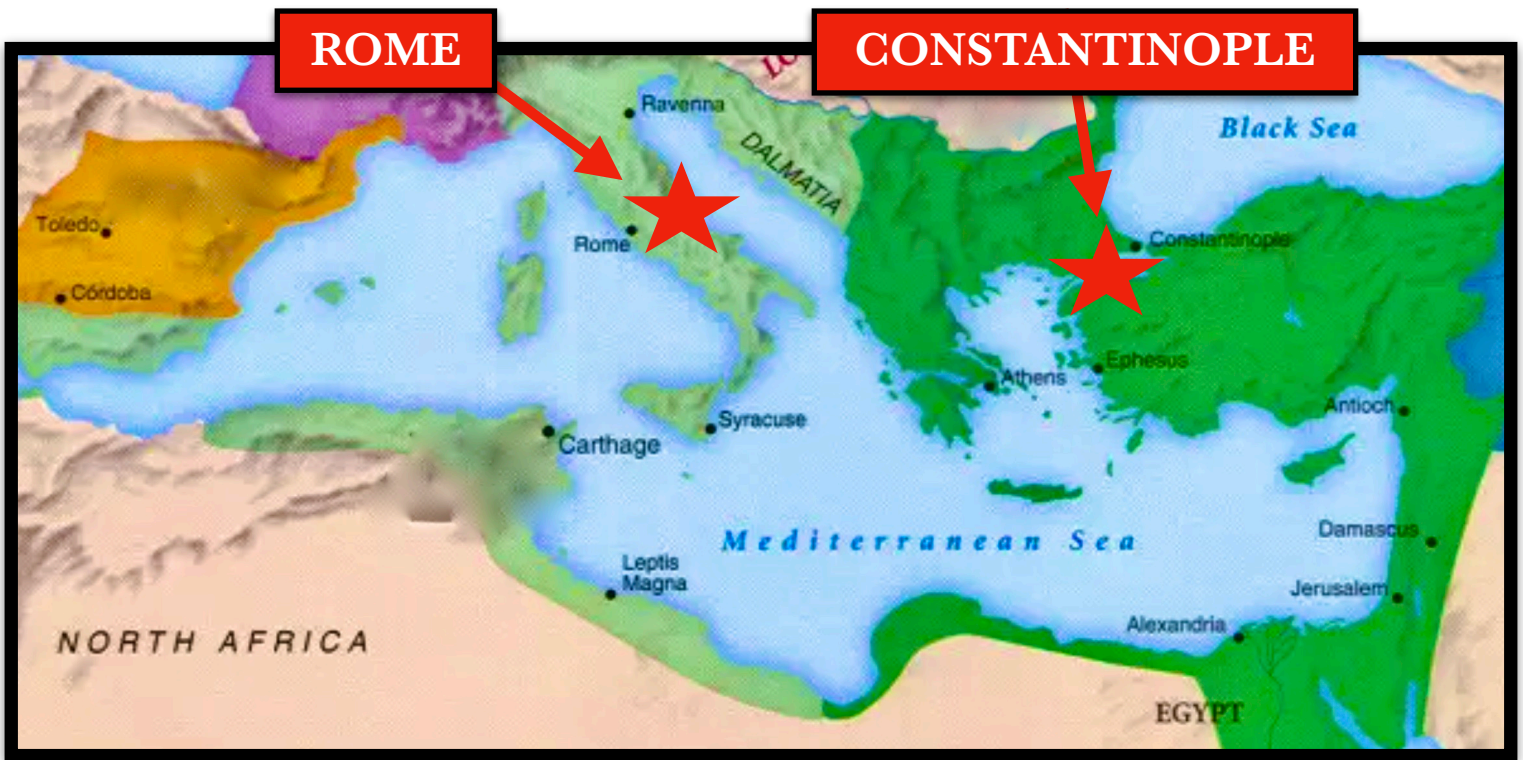 ROME
CONSTANTINOPLE
Ravenna
Black Sea
DALMATIA
Toledo
Rome
Constantinople
Córdoba
Ephesus
Athens
Antioch
Syracuse
Carthage
Mediterranean Sea
Damascus
Leptis
Magna
Jerusalem
Alexandria
NORTH AFRICA
EGYPT